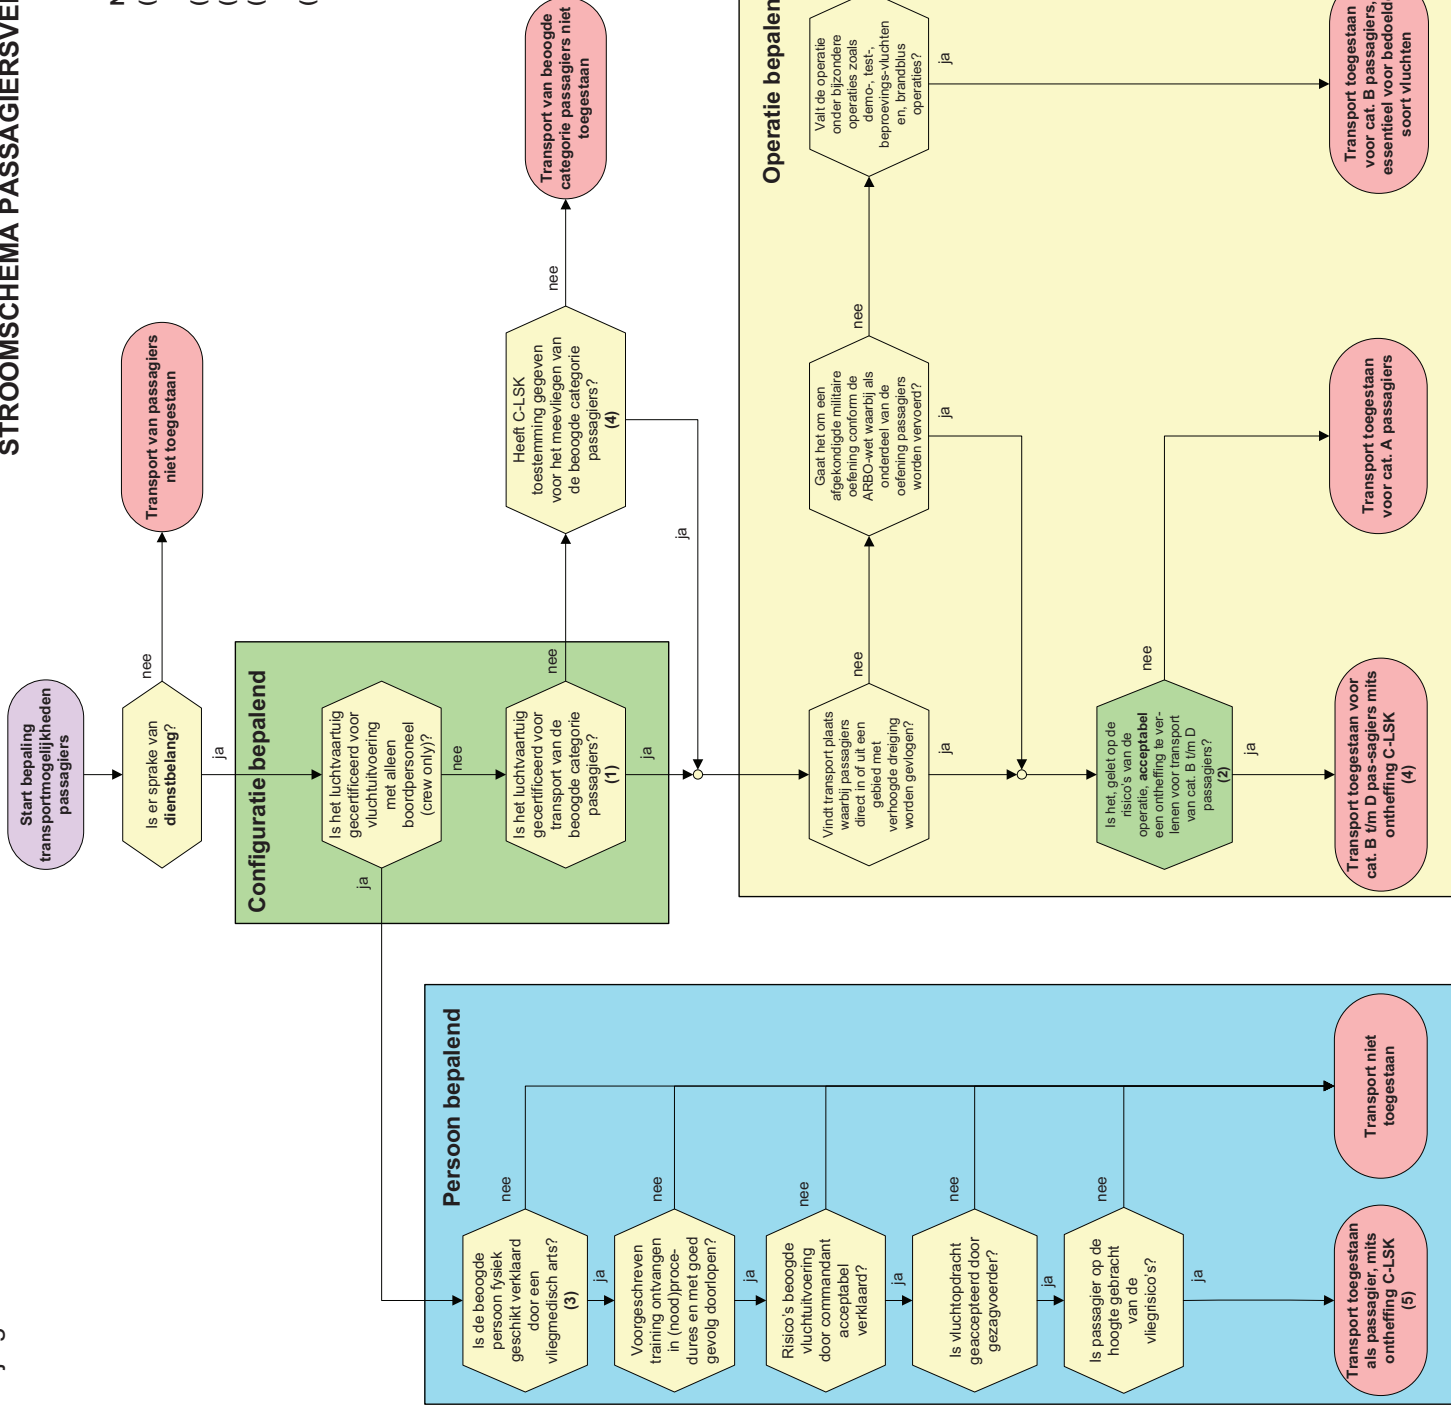 STROOMSCHEMA
Start bepaling
transportmogelijkheden
passagiers
Is er sprake van
dienstbelang?
nee
Transport van passagiers
niet toegestaan
ja
Configuratie bepalend
Is het luchtvaartuig
gecertificeerd voor
vluchtuitvoering
met alleen
boordpersoneel
(crew only)?
ja
nee
Is het luchtvaartuig
gecertificeerd voor
transport van de
beoogde categorie
passagiers?
(1)
nee
ja
Heeft C-LSK
toestemming gegeven
voor het meevliegen van
de beoogde categorie
passagiers?
(4)
nee
ja
Transport van beoogde
categorie passagiers niet
toegestaan
Persoon bepalend
Is de beoogde
persoon fysiek
geschikt verklaard
door een
vliegmedisch arts?
(3)
nee
ja
Voorgeschreven
training ontvangen
in (nood)proce-
dures en met goed
gevolg doorlopen?
nee
ja
Risico's beoogde
vluchtuitvoering
door commandant
acceptabel
verklaard?
nee
ja
Is vluchtopdracht
geaccepteerd door
gezagvoerder?
nee
ja
Is passagier op de
hoogte gebracht
van de
vliegrisico's?
nee
ja
Transport toegestaan
als passagier, mits
ontheffing C-LSK
(5)
Transport niet
toegestaan
Operatie
Vindt transport plaats
waarbij passagiers
direct in of uit een
gebied met
verhoogde dreiging
worden gevlogen?
nee
ja
Gaat het om een
afgekondigde militaire
oefening conform de
ARBO-wet waarbij als
onderdeel van de
oefening passagiers
worden vervoerd?
nee
ja
Valt de operatie
onder bijzondere
operaties zoals
demo-, test-,
beproevings-vluchten
en, brandblus
operaties?
ja
Is het, gelet op de
risico's van de
operatie, acceptabel
een ontheffing te ver-
lenen voor transport
van cat. B t/m D
passagiers?
(2)
nee
ja
Transport toegestaan voor
cat. B t/m D pas-sagiers mits
ontheffing C-LSK
(4)
Transport toegestaan
voor cat. A passagiers
Transport toegestaan
voor cat. B passagiers,
essentieel voor
soort vluchten